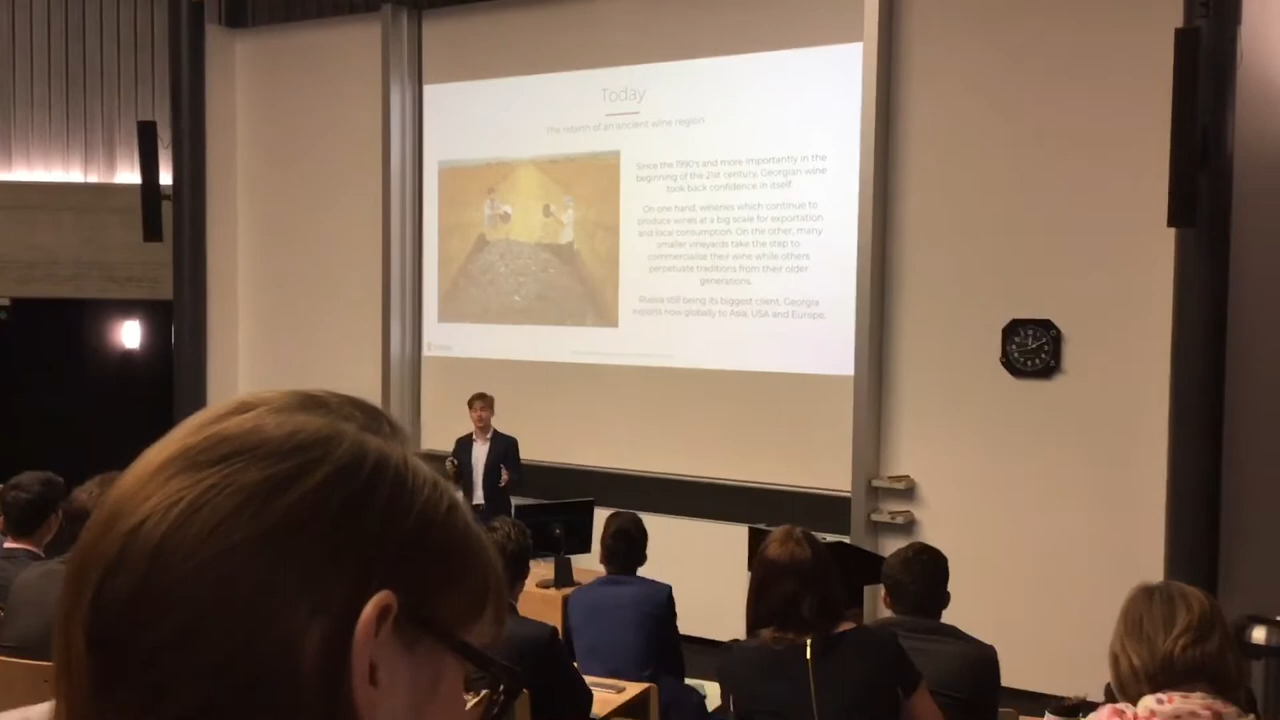 Today
The rebirth of an ancient wine region
Since the 1990's and more importantly in the
beginning of the 21st century, Georgian wine
took back confidence in itself
On one hand, wineries which continue to
produce wines at a big scale for exportation
and local consumption. On the other, many
smaller vineyards take the step to
commercialise their wine while others
perpetuate traditions from their older
generations.
Russia still being its biggest client, Georgia
exports now globally to Asia, USA and Europe.